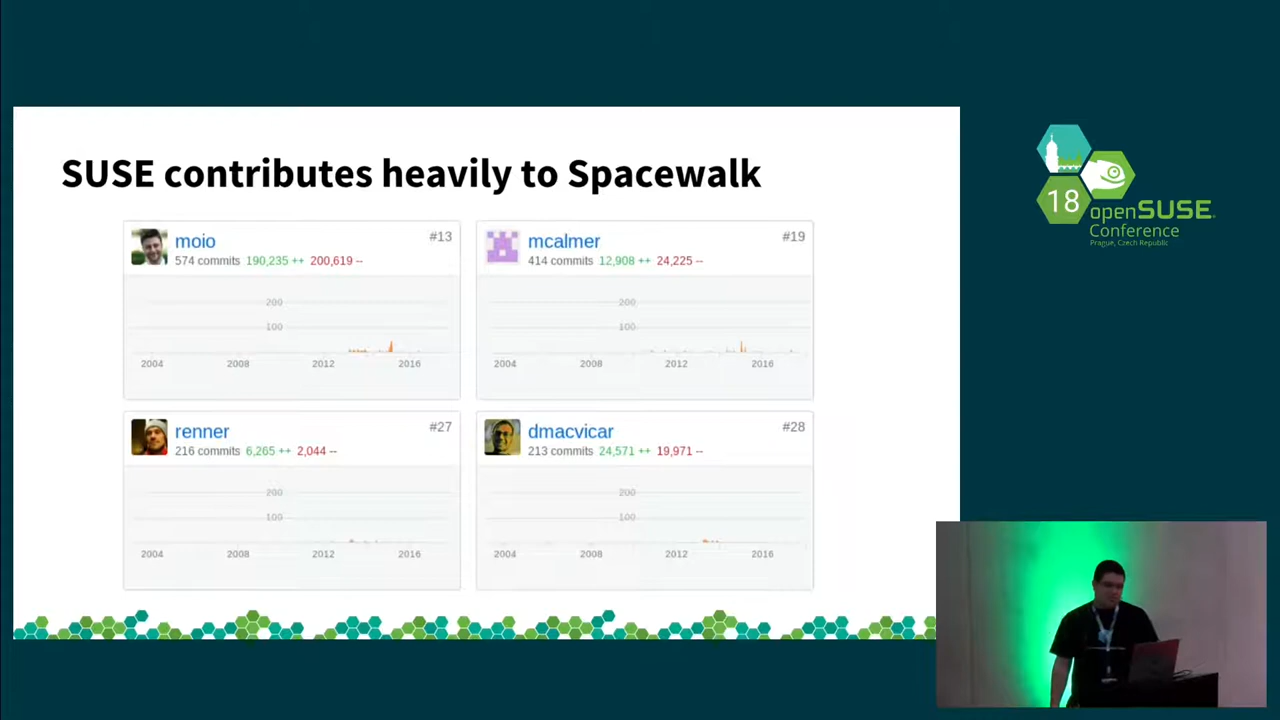 SUSE contributes heavily to Spacewalk
moio #13
574 commits 190,235 ++ 200,619 --
200
100
2004 2008 2012 2016
mcalmer #19
414 commits 12,908 ++ 24,225 --
200
100
2004 2008 2012 2016
renner #27
216 commits 6,265 ++ 2,044 --
200
100
2004 2008 2012 2016
dmacvicar #28
213 commits 24,571 ++ 19,971 --
200
100
2004 2008 2012 2016
18
openSUSE
Conference
Prague, Czech Republic